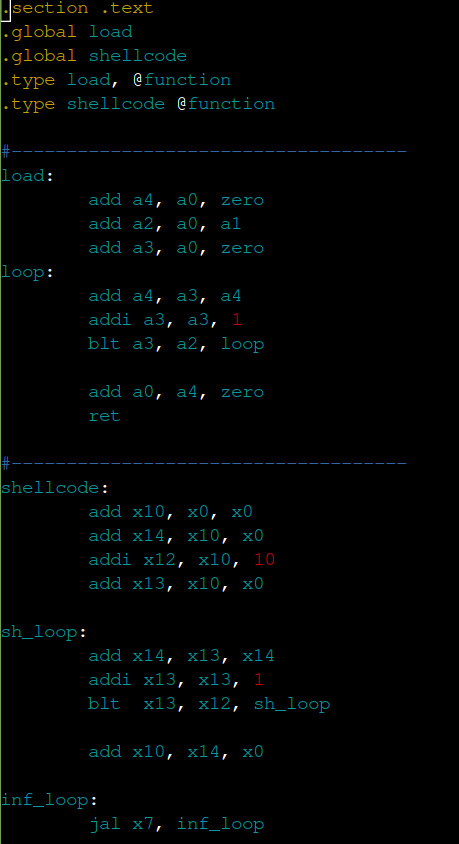 .section .text
.global load
.global shellcode
.type load, @function
.type shellcode @function
#------------------------------------
load:
add a4, a0, zero
add a2, a0, a1
add a3, a0, zero
loop:
add a4, a3, a4
addi a3, a3, 1
blt a3, a2, loop
add a0, a4, zero
ret
#------------------------------------
shellcode:
add x10, x0, x0
add x14, x10, x0
addi x12, x10, 10
add x13, x10, x0
sh_loop:
add x14, x13, x14
addi x13, x13, 1
blt  x13, x12, sh_loop
add x10, x14, x0
inf_loop:
jal x7, inf_loop